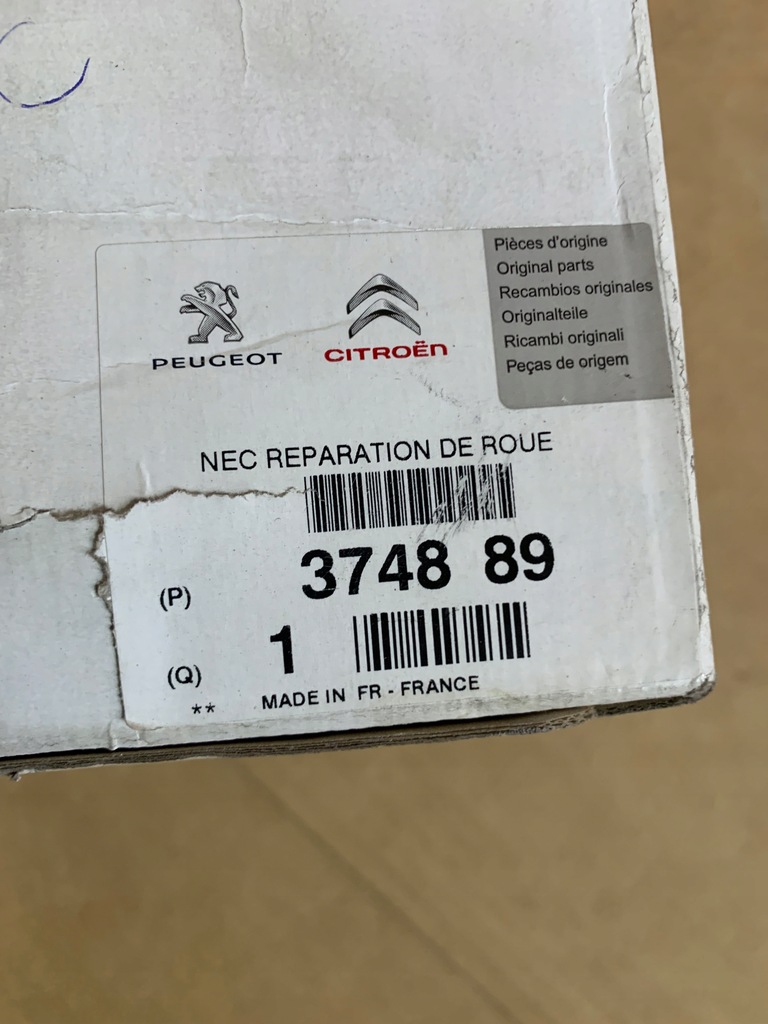 PEUGEOT
CITROËN
Pièces d'origine
Original parts
Recambios originales
Originalteile
Ricambi originali
Peças de origem
NEC REPARATION DE ROUE
(P) 3748 89
(Q) 1
** MADE IN FR - FRANCE